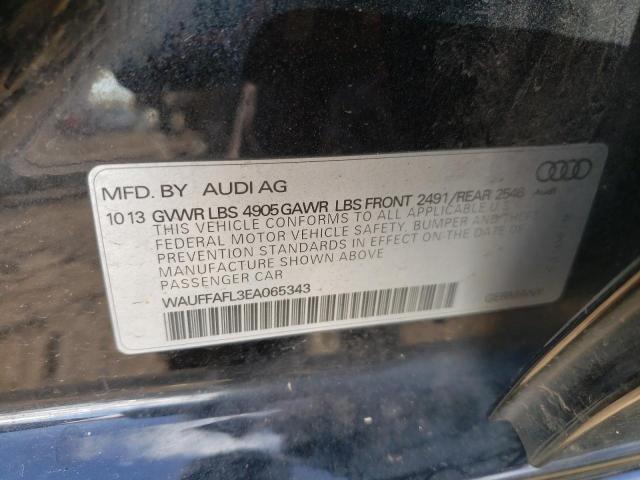 MFD. BY AUDI AG
10 13 GVWR LBS 4905 GAWR LBS FRONT 2491/REAR 2546
THIS VEHICLE CONFORMS TO ALL APPLICABLE U.S.
FEDERAL MOTOR VEHICLE SAFETY, BUMPER, AND THEFT
PREVENTION STANDARDS IN EFFECT ON THE DATE OF
MANUFACTURE SHOWN ABOVE
PASSENGER CAR
WAUFFAFL3EA065343
GERMANY
Audi